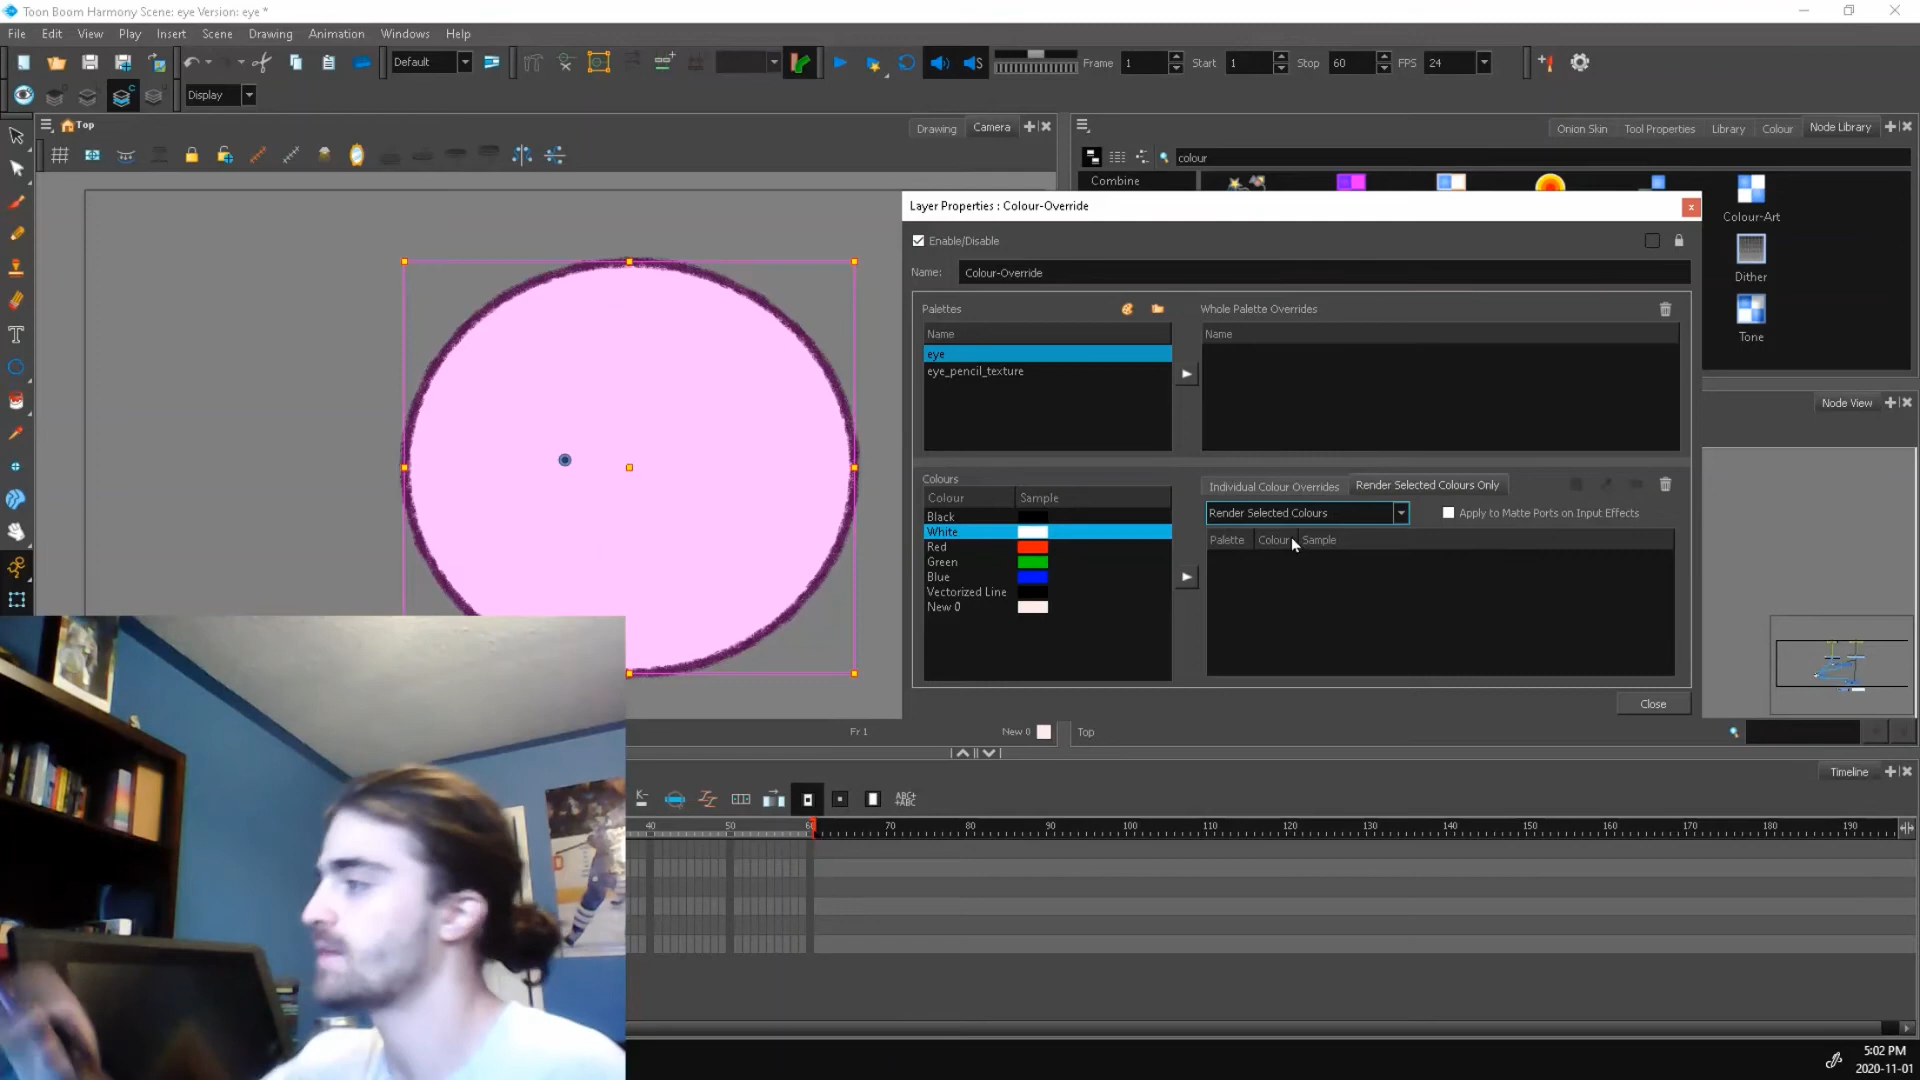 Toon Boom Harmony Scene: eye Version: eye *
File Edit View Play Insert Scene Drawing Animation Windows Help
Default Frame 1 Start 1 Stop 60 FPS 24
Display
Top Drawing Camera Onion Skin Tool Properties Library Colour Node Library
colour
Combine
Layer Properties : Colour-Override
Colour-Art
Enable/Disable
Name: Colour-Override
Dither
Palettes Whole Palette Overrides
Name Name
Tone
eye
eye_pencil_texture
Node View
Colours Individual Colour Overrides Render Selected Colours Only
Colour Sample
Render Selected Colours Apply to Matte Ports on Input Effects
Black
White
Palette Colour Sample
Red
Green
Blue
Vectorized Line
New 0
Close
Fr 1 New 0 Top
Timeline
K-
ABC+
+ABC
40 50 70 80 90 100 110 120 130 140 150 160 170 180 190
5:02 PM
2020-11-01